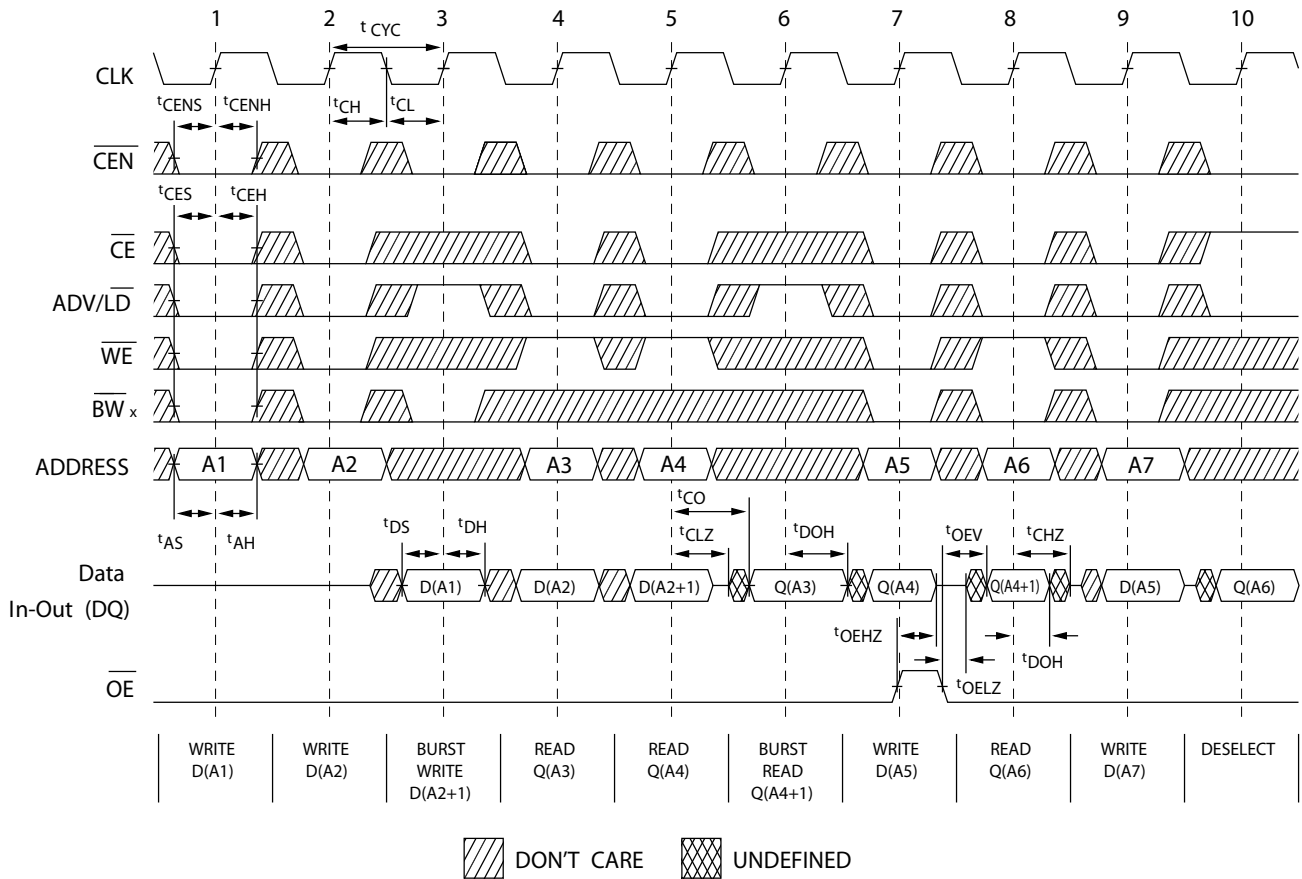 1 2 3 4 5 6 7 8 9 10
tCYC
CLK
tCENS tCENH tCH tCL
CEN
tCES tCEH
CE
ADV/LD
WE
BW x
ADDRESS A1 A2 A3 A4 A5 A6 A7
tCO
tAS tAH tDS tDH tCLZ tDOH tOEV tCHZ
Data
In-Out (DQ)
D(A1) D(A2) D(A2+1) Q(A3) Q(A4) Q(A4+1) D(A5) Q(A6)
tOEHZ tDOH
OE
tOELZ
WRITE
D(A1)
WRITE
D(A2)
BURST
WRITE
D(A2+1)
READ
Q(A3)
READ
Q(A4)
BURST
READ
Q(A4+1)
WRITE
D(A5)
READ
Q(A6)
WRITE
D(A7)
DESELECT
DON'T CARE UNDEFINED